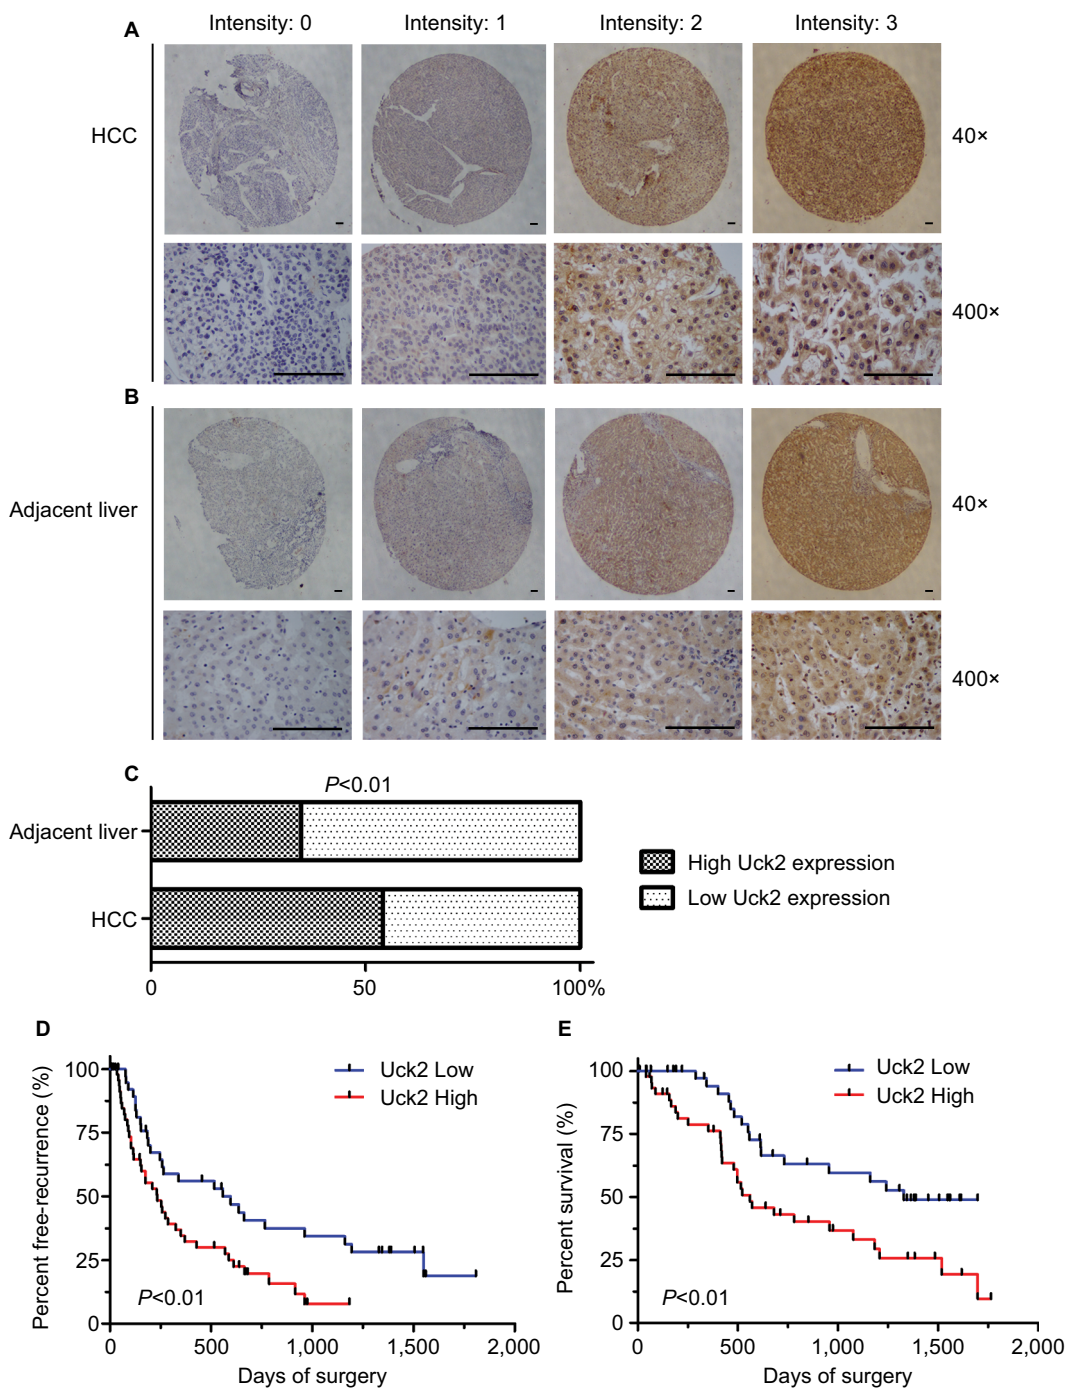 A
Intensity: 0
Intensity: 1
Intensity: 2
Intensity: 3
HCC
40×
400×
B
Adjacent liver
40×
400×
C
P<0.01
Adjacent liver
HCC
0
50
100%
High Uck2 expression
Low Uck2 expression
D
Percent free-recurrence (%)
100
75
50
25
0
Uck2 Low
Uck2 High
P<0.01
0
500
1,000
1,500
2,000
Days of surgery
E
Percent survival (%)
100
75
50
25
0
Uck2 Low
Uck2 High
P<0.01
0
500
1,000
1,500
2,000
Days of surgery